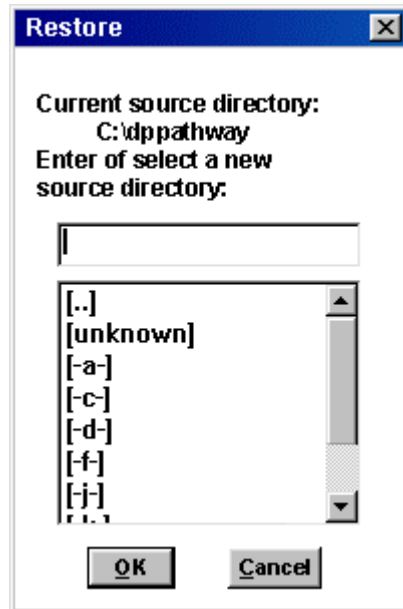 Restore
Current source directory:
C:\dppathway
Enter of select a new
source directory:
[..]
[unknown]
[-a-]
[-c-]
[-d-]
[-f-]
[-j-]
OK
Cancel